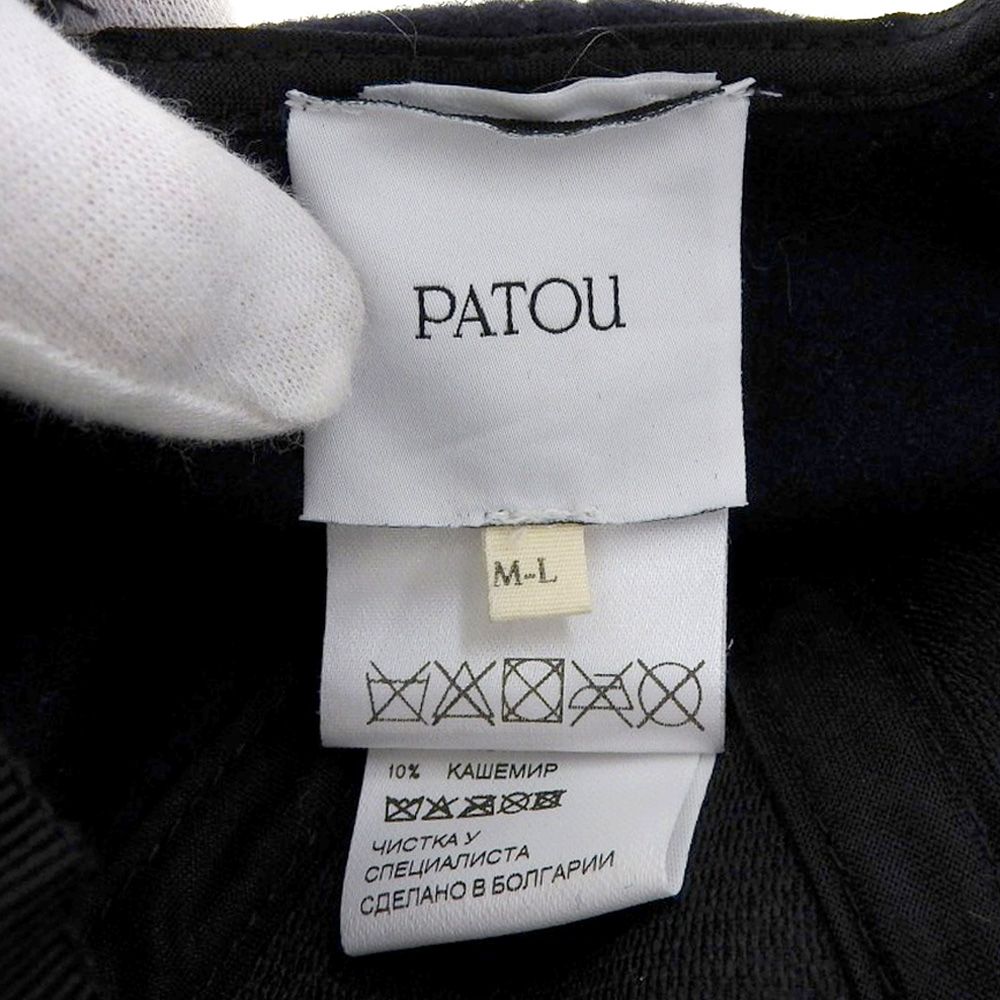 PATOU
M-L
10% КАШЕМИР
ЧИСТКА У
СПЕЦИАЛИСТА
СДЕЛАНО В БОЛГАРИИ